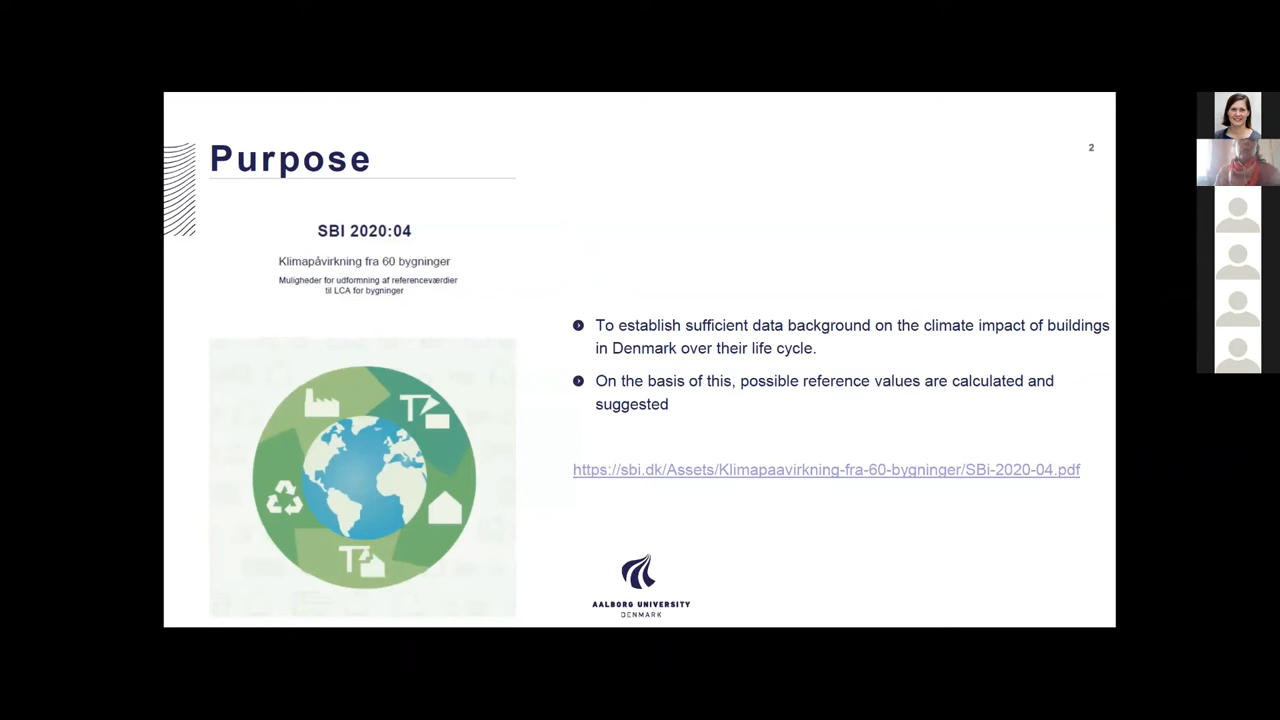 Purpose
2
SBI 2020:04
Klimapåvirkning fra 60 bygninger
Muligheder for udformning af referenceværdier
til LCA for bygninger
To establish sufficient data background on the climate impact of buildings
in Denmark over their life cycle.
On the basis of this, possible reference values are calculated and
suggested
https://sbi.dk/Assets/Klimapaavirkning-fra-60-bygninger/SBi-2020-04.pdf
AALBORG UNIVERSITY
DENMARK